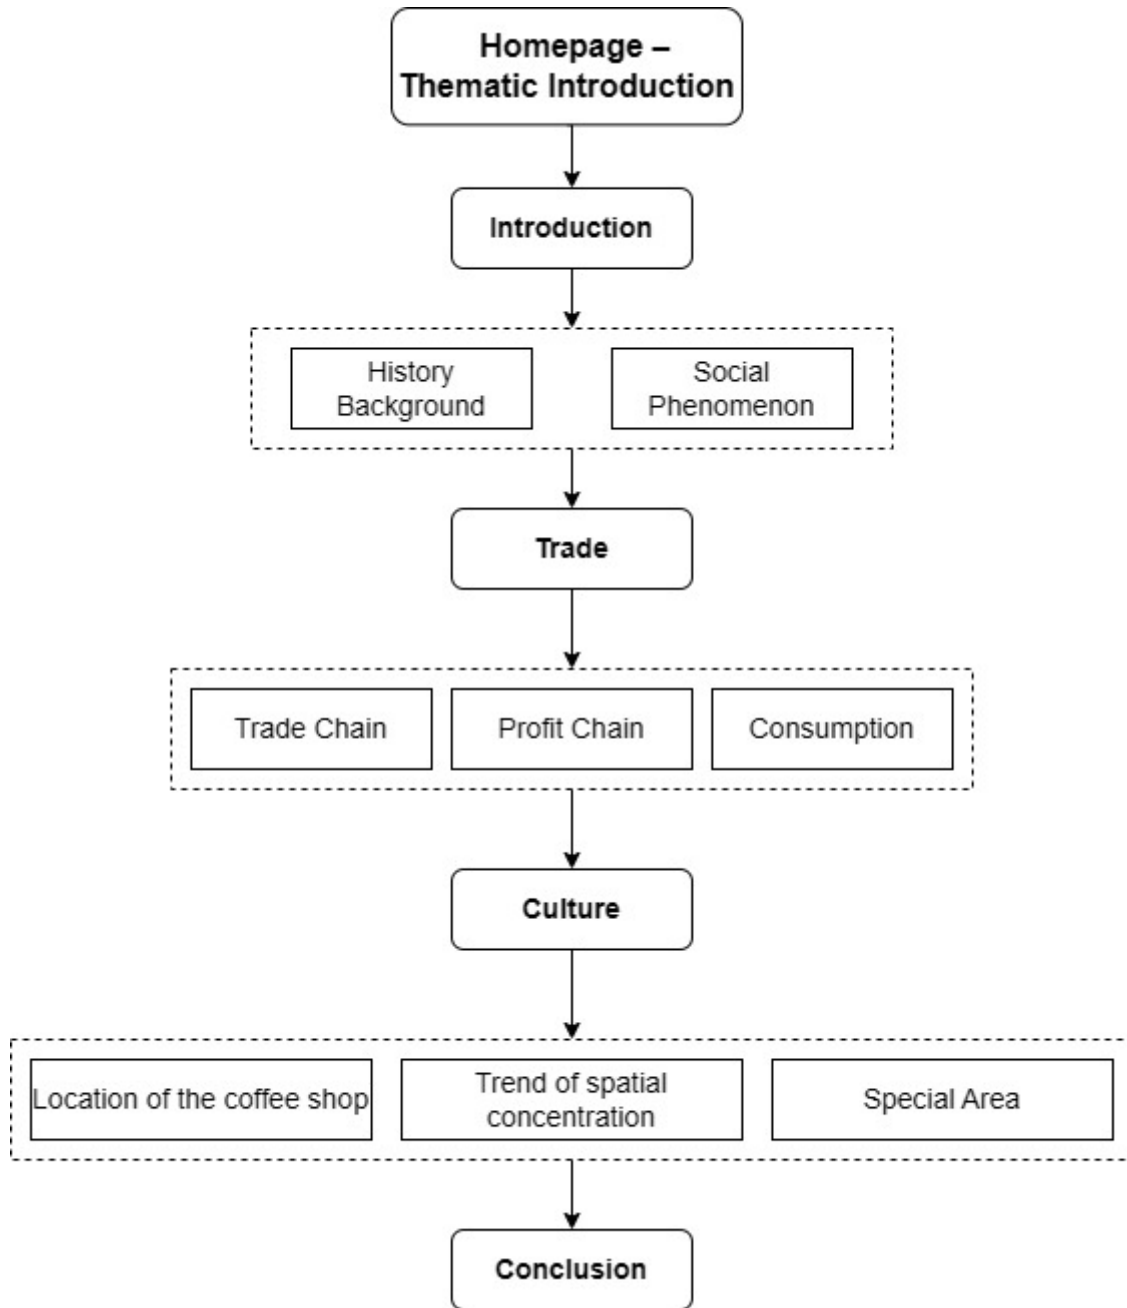 Homepage –
Thematic Introduction
Introduction
History
Background
Social
Phenomenon
Trade
Trade Chain
Profit Chain
Consumption
Culture
Location of the coffee shop
Trend of spatial
concentration
Special Area
Conclusion